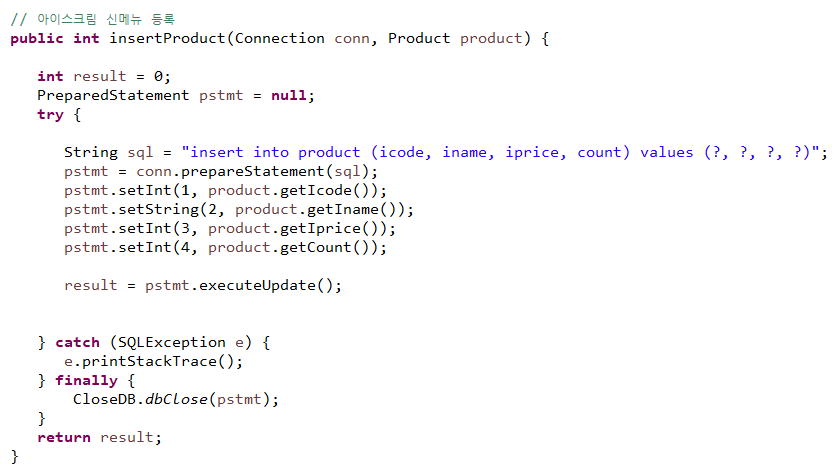 // 아이스크림 신메뉴 등록
public int insertProduct(Connection conn, Product product) {
int result = 0;
PreparedStatement pstmt = null;
try {
String sql = "insert into product (icode, iname, iprice, count) values (?, ?, ?, ?)";
pstmt = conn.prepareStatement(sql);
pstmt.setInt(1, product.getIcode());
pstmt.setString(2, product.getIname());
pstmt.setInt(3, product.getIprice());
pstmt.setInt(4, product.getCount());
result = pstmt.executeUpdate();
} catch (SQLException e) {
e.printStackTrace();
} finally {
CloseDB.dbClose(pstmt);
}
return result;
}